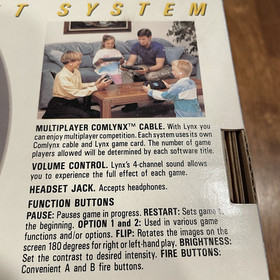 T SYSTEM
MULTIPLAYER COMLYNX™ CABLE. With Lynx you
can enjoy multiplayer competition. Each system uses its own
Comlynx cable and Lynx game card. The number of game
players allowed will be determined by each software title.
VOLUME CONTROL. Lynx's 4-channel sound allows
you to experience the full effect of each game.
HEADSET JACK. Accepts headphones.
FUNCTION BUTTONS
PAUSE: Pauses game in progress. RESTART: Sets game to
the beginning. OPTION 1 and 2: Used in various game
functions and/or options. FLIP: Rotates the images on the
screen 180 degrees for right or left-hand play. BRIGHTNESS:
Set the contrast to desired intensity. FIRE BUTTONS:
Convenient A and B fire buttons.